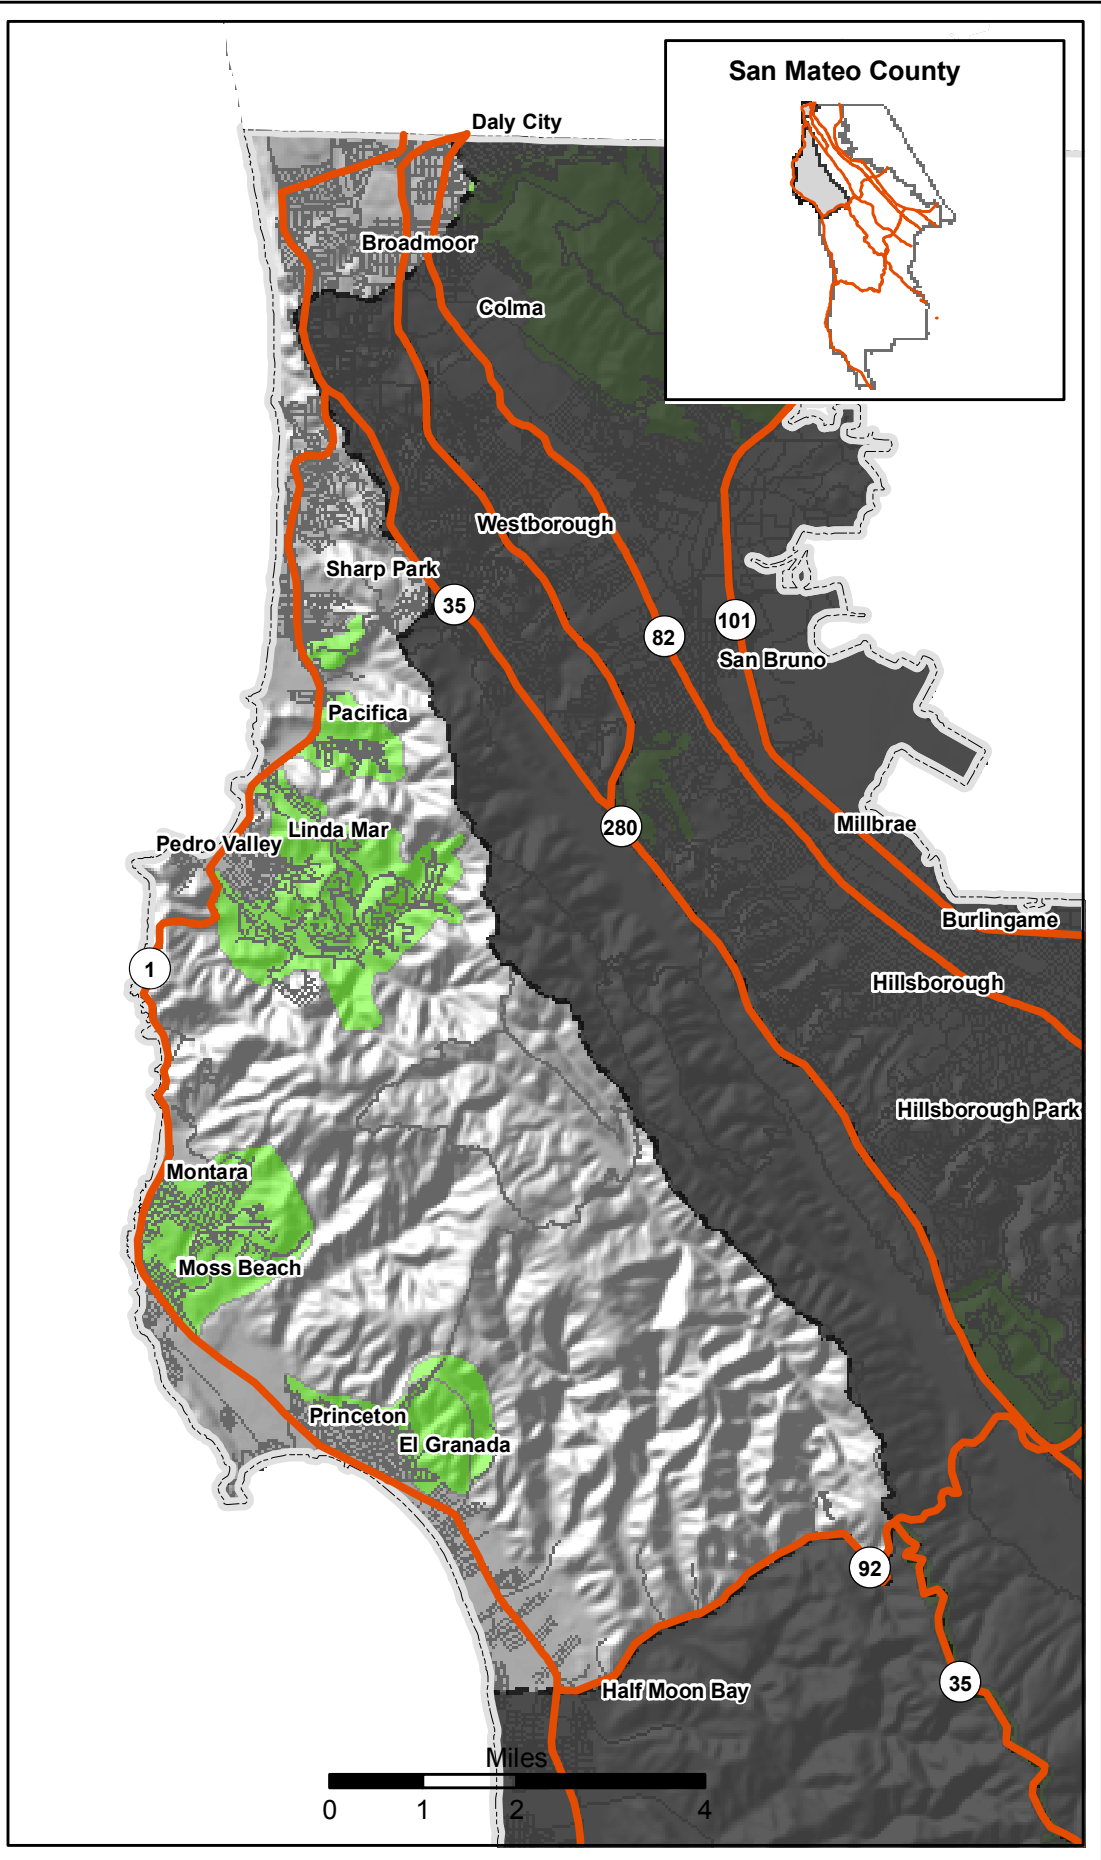 San Mateo County
Daly City
Broadmoor
Colma
Westborough
Sharp Park
35
82
101
San Bruno
Pacifica
280
Millbrae
Linda Mar
Pedro Valley
Burlingame
1
Hillsborough
Hillsborough Park
Montara
Moss Beach
Princeton
El Granada
92
35
Half Moon Bay
Miles
0 1 2 4